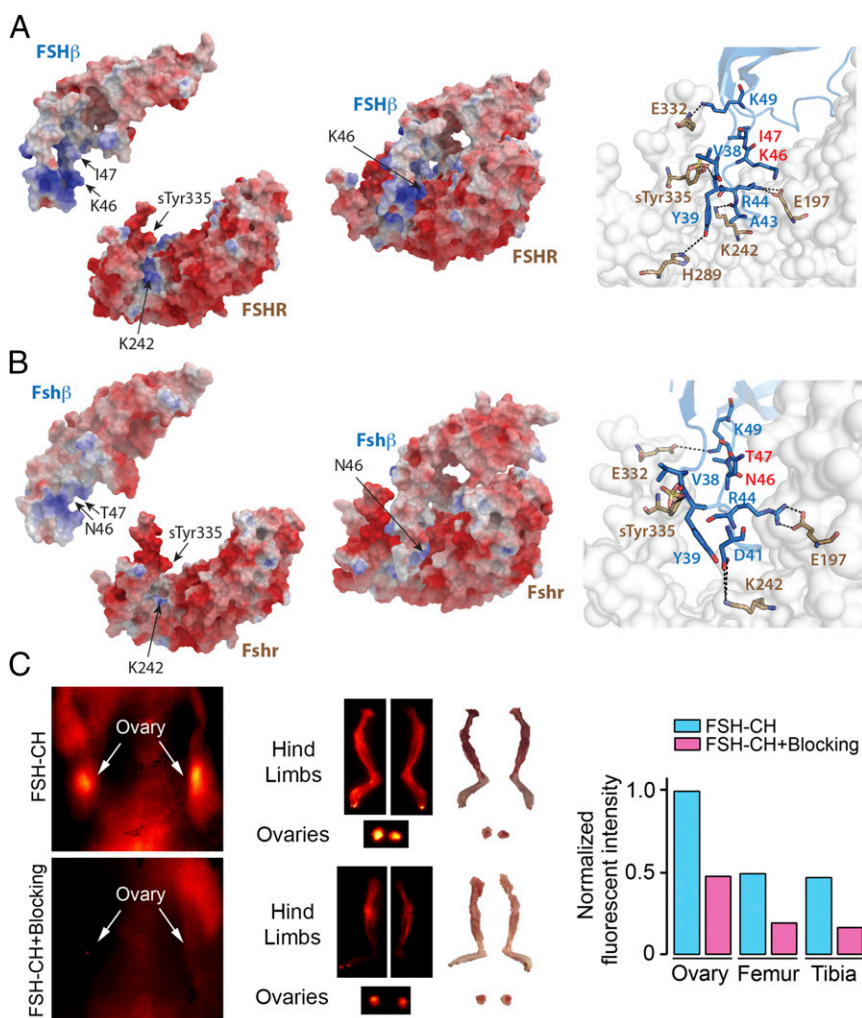 A
FSHβ
I47
K46
sTyr335
K242
FSHR
FSHβ
K46
FSHR
E332
K49
I47
V38
K46
sTyr335
R44
E197
Y39
A43
K242
H289
B
Fshβ
T47
N46
sTyr335
K242
Fshr
Fshβ
N46
Fshr
K49
E332
T47
V38
N46
R44
sTyr335
Y39
D41
E197
K242
C
FSH-CH
Ovary
FSH-CH+Blocking
Ovary
Hind
Limbs
Ovaries
Hind
Limbs
Ovaries
FSH-CH
FSH-CH+Blocking
Normalized
fluorescent intensity
1.0
0.5
0
Ovary Femur Tibia